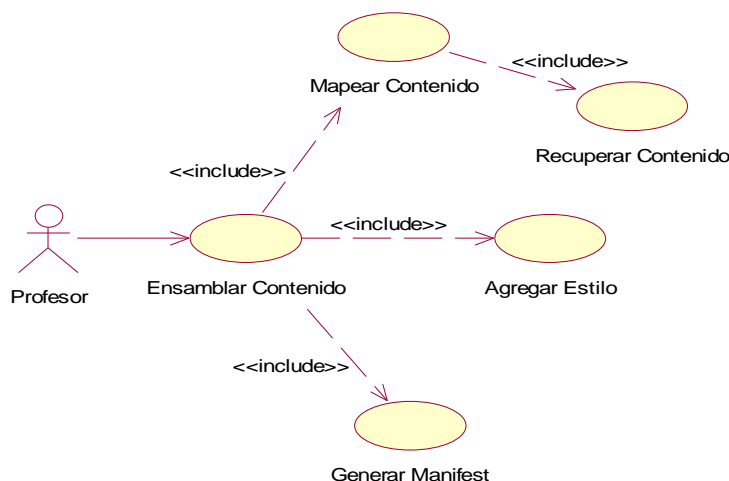 <<include>>
Mapear Contenido
Recuperar Contenido
<<include>>
<<include>>
Profesor
Ensamblar Contenido
Agregar Estilo
<<include>>
Generar Manifest